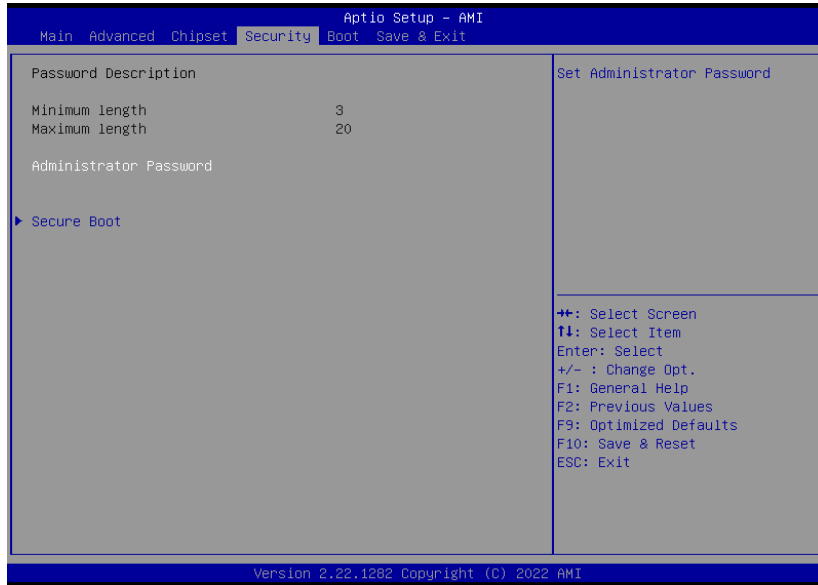 Aptio Setup – AMI
Main Advanced Chipset Security Boot Save & Exit
Password Description
Minimum length 3
Maximum length 20
Administrator Password
Secure Boot
Set Administrator Password
→←: Select Screen
↑↓: Select Item
Enter: Select
+/– : Change Opt.
F1: General Help
F2: Previous Values
F9: Optimized Defaults
F10: Save & Reset
ESC: Exit
Version 2.22.1282 Copyright (C) 2022 AMI